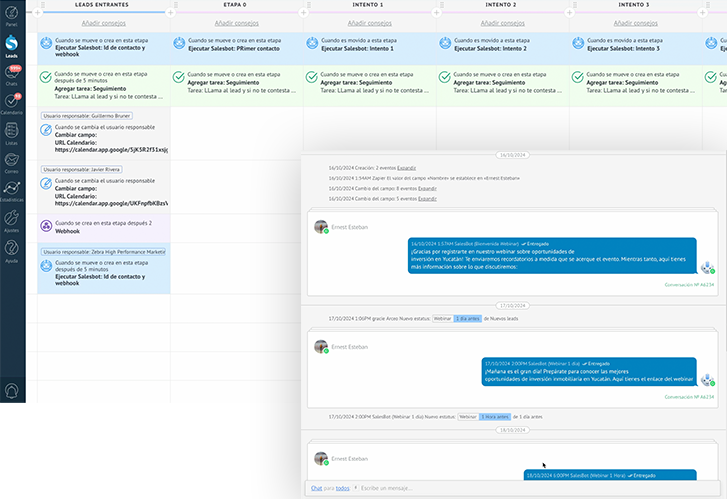 Panel
Leads
Chats
Calendario
Listas
Correo
Estadísticas
Ajustes
Ayuda
LEADS ENTRANTES
ETAPA 0
INTENTO 1
INTENTO 2
INTENTO 3
Añadir consejos
Añadir consejos
Añadir consejos
Añadir consejos
Añadir consejos
Cuando se mueve o crea en esta etapa
Ejecutar Salesbot: Id de contacto y
webhook
Cuando se mueve o crea en esta etapa
Ejecutar Salesbot: PRimer contacto
Cuando es movido a esta etapa
Ejecutar Salesbot: Intento 1
Cuando es movido a esta etapa
Ejecutar Salesbot: Intento 2
Cuando es movido a esta etapa
Ejecutar Salesbot: Intento 3
Cuando se mueve o crea en esta etapa
después de 5 minutos
Agregar tarea: Seguimiento
Tarea: LLama al lead y si no te contesta ...
Cuando se mueve o crea en esta etapa
Agregar tarea: Seguimiento
Tarea: LLama al lead y si no te contesta ...
Cuando se mueve o crea en esta etapa
Agregar tarea: Seguimiento
Tarea: LLama al lead y si no te contesta ...
Cuando se mueve o crea en esta etapa
Agregar tarea: Seguimiento
Tarea: LLama al lead y si no te contesta ...
Cuando se mueve o crea en esta etapa
Agregar tarea: Seguimiento
Tarea: LLama al lead y si no te contesta ...
Usuario responsable: Guillermo Bruner
Cuando se cambia el usuario responsable
Cambiar campo:
URL Calendario:
Usuario responsable: Javier Rivera
Cuando se cambia el usuario responsable
Cambiar campo:
URL Calendario:
Cuando se crea en esta etapa después 2
Webhook
Usuario responsable: Zebra High Performance Marketi
Cuando se mueve o crea en esta etapa
después de 5 minutos
Ejecutar Salesbot: Id de contacto y
webhook
16/10/2024
16/10/2024 Creación: 2 eventos Expandir
16/10/2024 1:54AM Zapier El valor del campo «Nombre» se establece en «Ernest Esteban»
16/10/2024 Cambio del campo: 8 eventos Expandir
16/10/2024 Cambio del campo: 5 eventos Expandir
Ernest Esteban
16/10/2024 1:57AM SalesBot (Bienvenida Webinar) Entregado
¡Gracias por registrarte en nuestro webinar sobre oportunidades de
inversión en Yucatán! Te enviaremos recordatorios a medida que se acerque el evento. Mientras tanto, aquí tienes
más información sobre lo que discutiremos:
Conversación Nº A6234
17/10/2024
17/10/2024 1:06PM gracie Arces Nuevo estatus: Webinar 1 día antes de Nuevos leads
Ernest Esteban
17/10/2024 2:00PM SalesBot (Webinar 1 día) Entregado
¡Mañana es el gran día! Prepárate para conocer las mejores
oportunidades de inversión inmobiliaria en Yucatán. Aquí tienes el enlace del webinar
Conversación Nº A6234
17/10/2024 2:00PM SalesBot (Webinar 1 día) Nuevo estatus: Webinar 1 Hora antes de 1 día antes
18/10/2024
Ernest Esteban
18/10/2024 6:00PM SalesBot (Webinar 1 Hora) Entregado
Chat para todos: Escribe un mensaje...